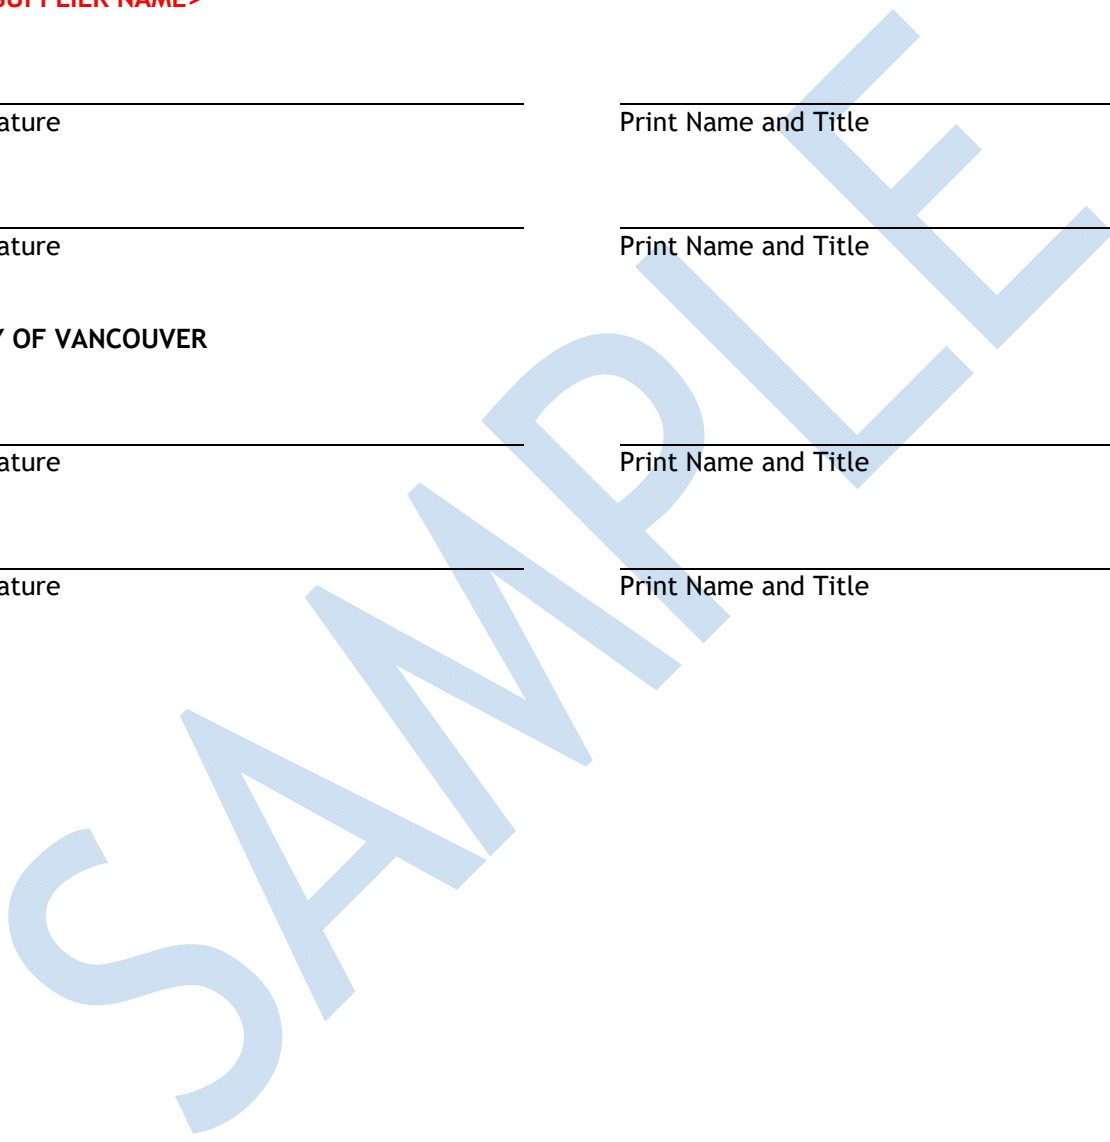 SUPPLIER NAME>
ature Print Name and Title
ature Print Name and Title
Y OF VANCOUVER
ature Print Name and Title
ature Print Name and Title
SAMPLE